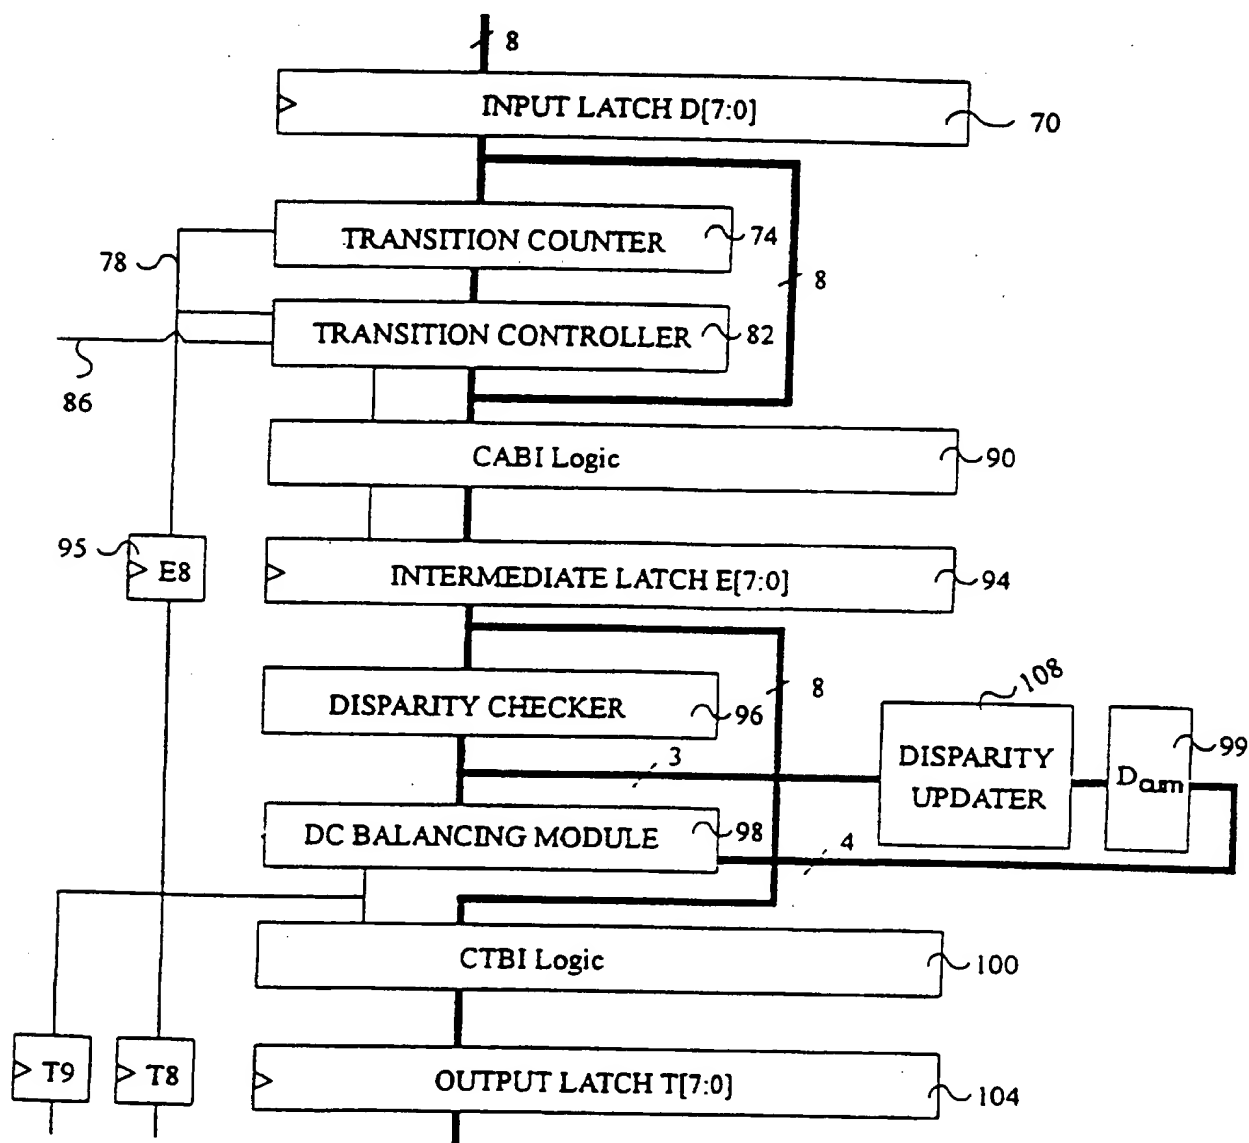 8
INPUT LATCH D[7:0]
70
TRANSITION COUNTER
74
78
8
TRANSITION CONTROLLER
82
86
CABI Logic
90
95
E8
INTERMEDIATE LATCH E[7:0]
94
8
108
DISPARITY CHECKER
96
99
3
DISPARITY
UPDATER
Dcum
DC BALANCING MODULE
98
4
CTBI Logic
100
T9
T8
OUTPUT LATCH T[7:0]
104